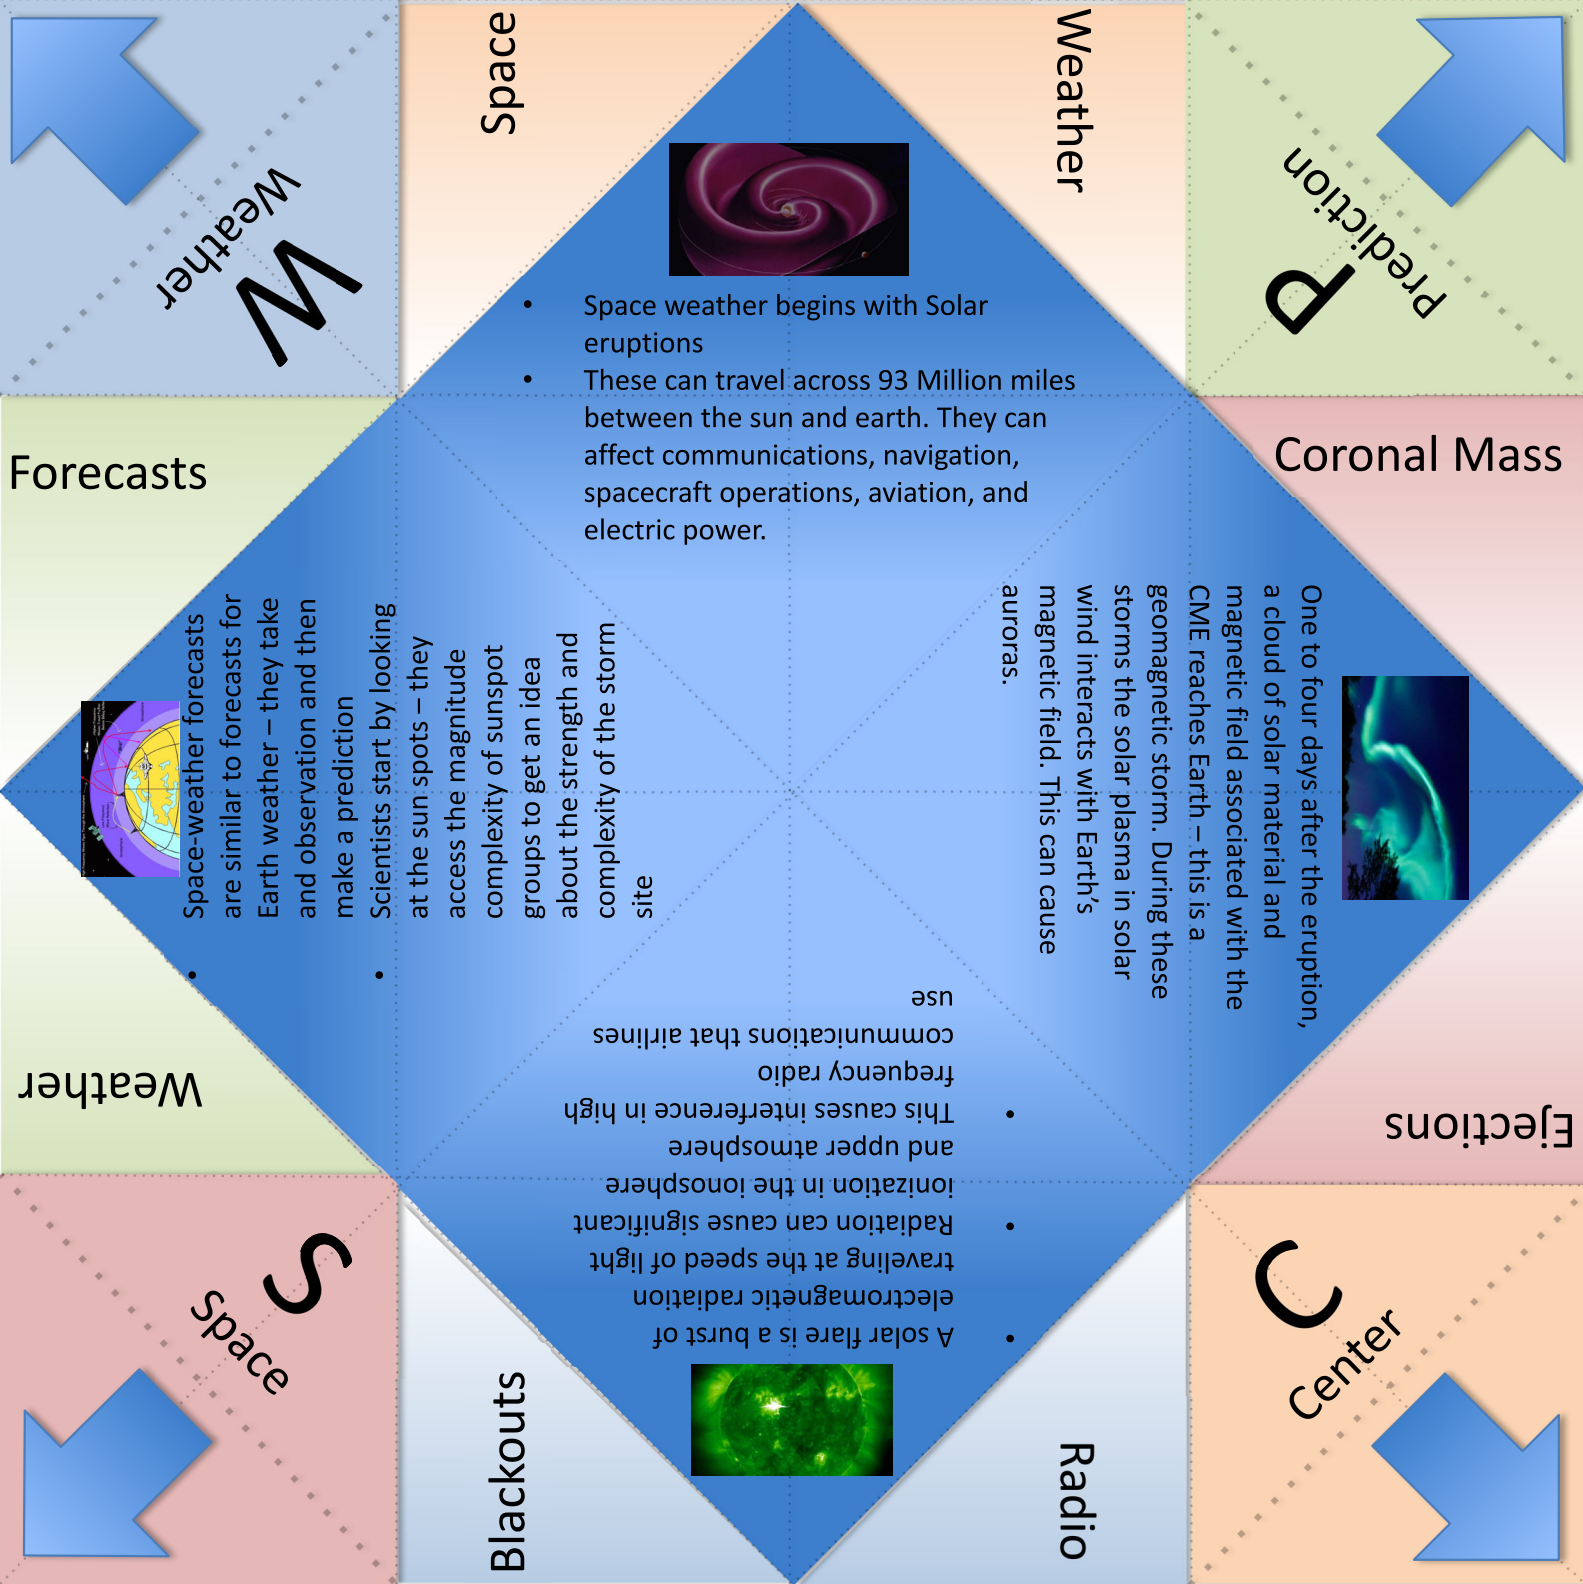 Space
Weather
Weather
W
Prediction
P
Space weather begins with Solar
eruptions
These can travel across 93 Million miles
between the sun and earth. They can
affect communications, navigation,
spacecraft operations, aviation, and
electric power.
Forecasts
Weather
Space-weather forecasts
are similar to forecasts for
Earth weather – they take
and observation and then
make a prediction
Scientists start by looking
at the sun spots – they
access the magnitude
complexity of sunspot
groups to get an idea
about the strength and
complexity of the storm
site
Coronal Mass
Ejections
One to four days after the eruption,
a cloud of solar material and
magnetic field associated with the
CME reaches Earth – this is a
geomagnetic storm. During these
storms the solar plasma in solar
wind interacts with Earth's
magnetic field. This can cause
auroras.
A solar flare is a burst of
electromagnetic radiation
traveling at the speed of light
Radiation can cause significant
ionization in the ionosphere
and upper atmosphere
This causes interference in high
frequency radio
communications that airlines
use
S
Space
C
Center
Radio
Blackouts